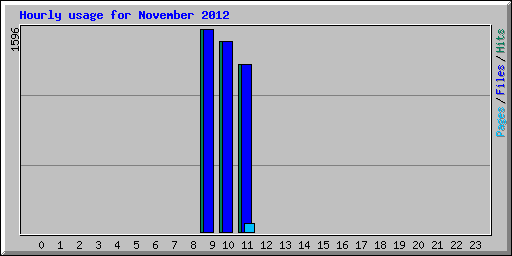 Hourly usage for November 2012
1596
Pages/Files/Hits
0 1 2 3 4 5 6 7 8 9 10 11 12 13 14 15 16 17 18 19 20 21 22 23